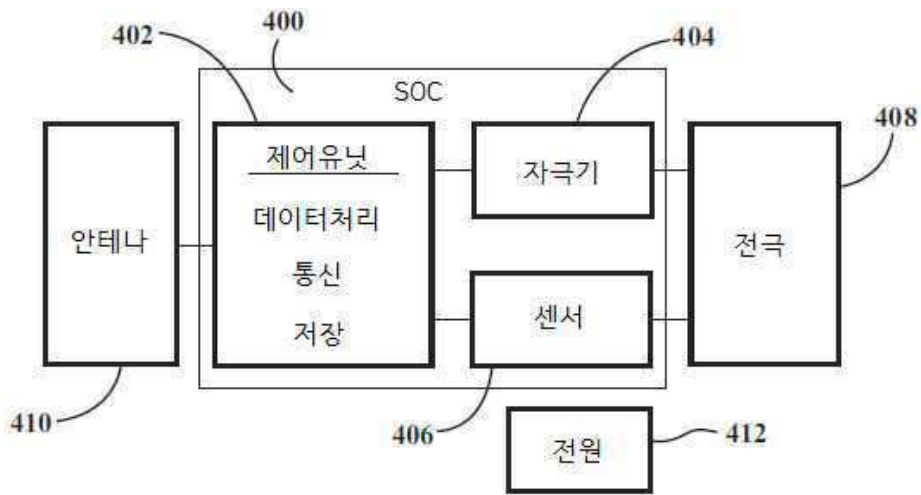 402
400
404
SOC
408
제어유닛
데이터처리
통신
저장
자극기
안테나
전극
센서
410
406
전원
412